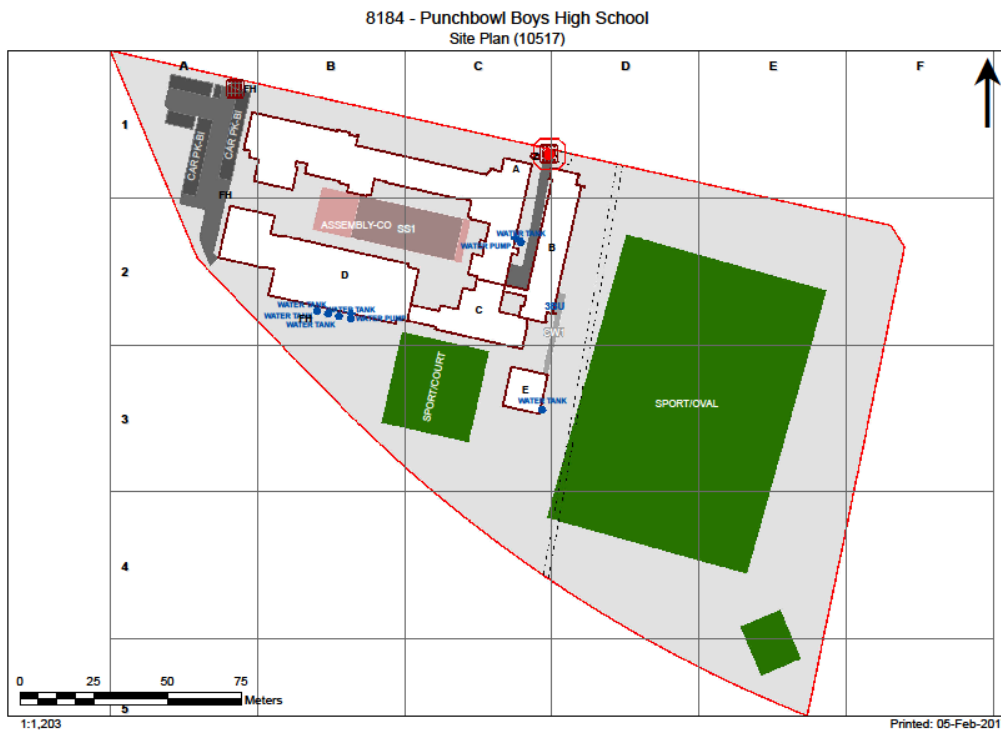 8184 - Punchbowl Boys High School
Site Plan (10517)
A B C D E F
FH
1
CAR PK-BI
CAR PK-BI
A
FH
ASSEMBLY-CO
SS1
WATER TANK
WATER PUMP
B
2
D
WATER TANK
WATER TANK
WATER TANK
WATER PUMP
FH
WATER TANK
C
CW1
SPORT/COURT
E
WATER TANK
SPORT/OVAL
3
4
0 25 50 75
Meters
5
1:1,203
Printed: 05-Feb-201